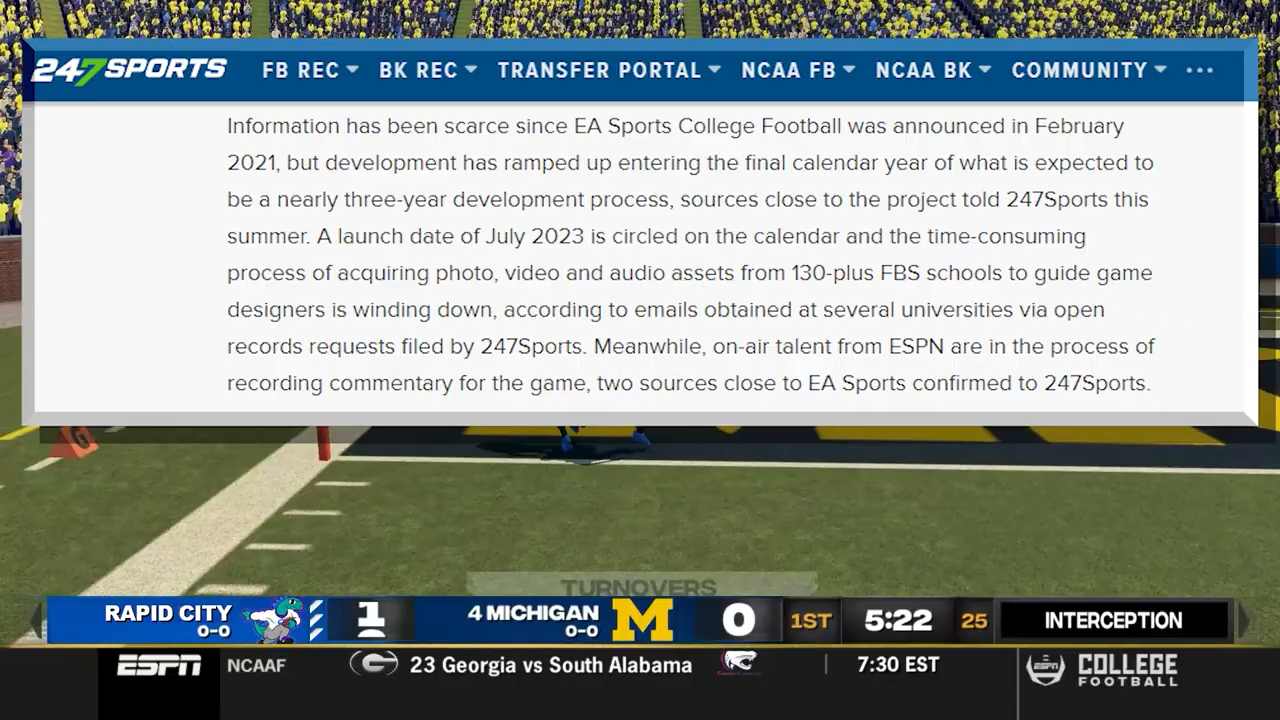 247SPORTS FB REC BK REC TRANSFER PORTAL NCAA FB NCAA BK COMMUNITY ...
Information has been scarce since EA Sports College Football was announced in February
2021, but development has ramped up entering the final calendar year of what is expected to
be a nearly three-year development process, sources close to the project told 247Sports this
summer. A launch date of July 2023 is circled on the calendar and the time-consuming
process of acquiring photo, video and audio assets from 130-plus FBS schools to guide game
designers is winding down, according to emails obtained at several universities via open
records requests filed by 247Sports. Meanwhile, on-air talent from ESPN are in the process of
recording commentary for the game, two sources close to EA Sports confirmed to 247Sports.
G
TURNOVERS
RAPID CITY 1 4 MICHIGAN M 0 1ST 5:22 25 INTERCEPTION
0-0 0-0
ESPN NCAAF G 23 Georgia vs South Alabama 7:30 EST ESPN COLLEGE
FOOTBALL